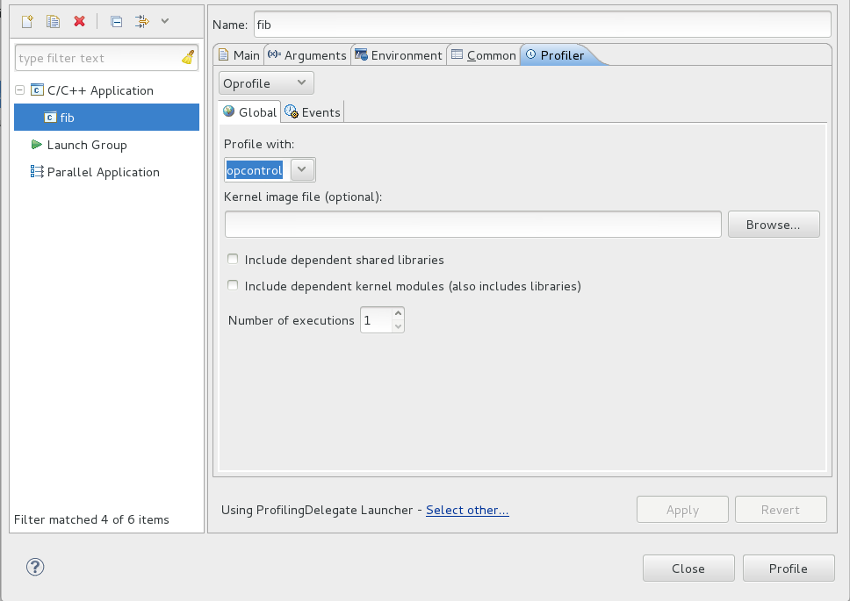 Name: fib
type filter text
C/C++ Application
fib
Launch Group
Parallel Application
Filter matched 4 of 6 items
Main Arguments Environment Common Profiler
Oprofile
Global Events
Profile with:
opcontrol
Kernel image file (optional):
Browse...
Include dependent shared libraries
Include dependent kernel modules (also includes libraries)
Number of executions 1
Using ProfilingDelegate Launcher - Select other...
Apply Revert
Close Profile